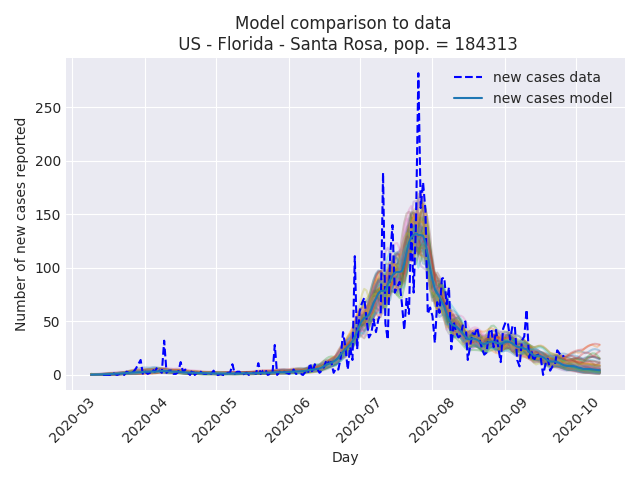 Model comparison to data
US - Florida - Santa Rosa, pop. = 184313
new cases data
new cases model
Number of new cases reported
250
200
150
100
50
0
2020-03
2020-04
2020-05
2020-06
2020-07
2020-08
2020-09
2020-10
Day